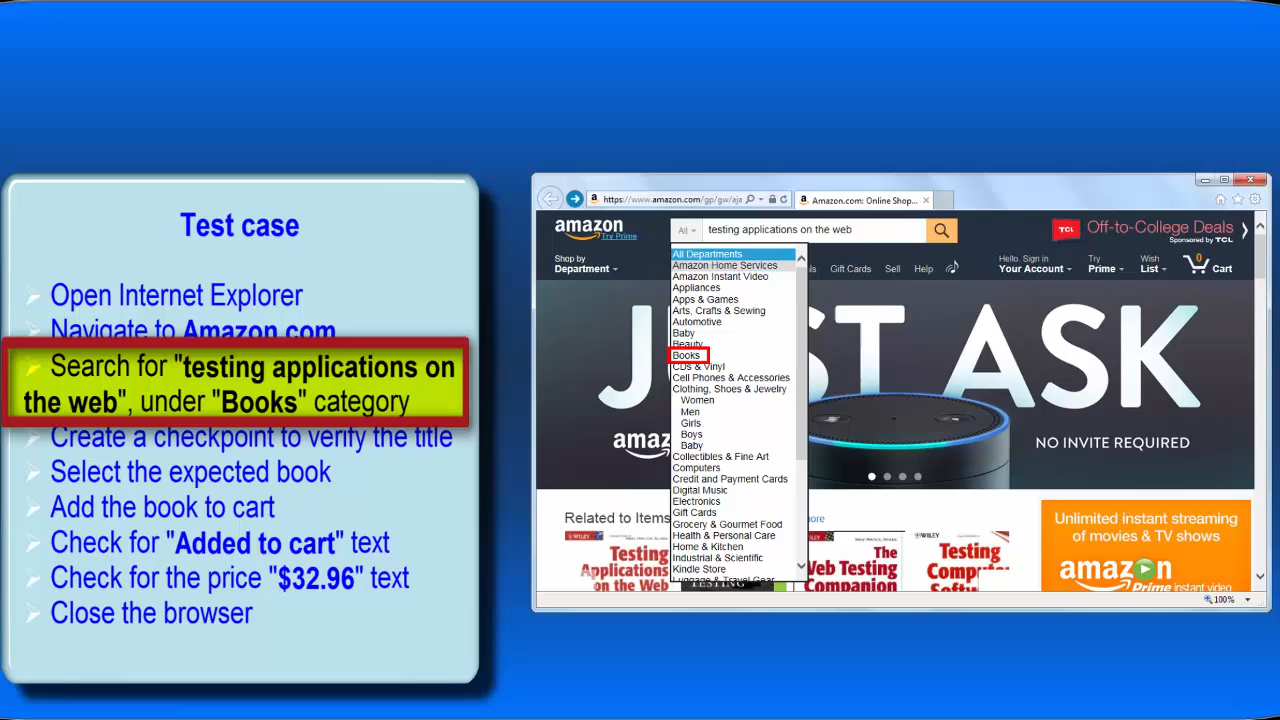 Test case
Open Internet Explorer
Navigate to Amazon.com
Search for "testing applications on
the web", under "Books" category
Create a checkpoint to verify the title
Select the expected book
Add the book to cart
Check for "Added to cart" text
Check for the price "$32.96" text
Close the browser
https://www.amazon.com/gp/gw/aja
Amazon.com: Online Shop...
amazon
Try Prime
All
testing applications on the web
TCL
Off-to-College Deals
Sponsored by TCL
Shop by
Department
Gift Cards
Sell
Help
Hello. Sign in
Your Account
Try
Prime
Wish
List
0
Cart
All Departments
Amazon Home Services
Amazon Instant Video
Appliances
Apps & Games
Arts, Crafts & Sewing
Automotive
Baby
Beauty
Books
CDs & Vinyl
Cell Phones & Accessories
Clothing, Shoes & Jewelry
Women
Men
Girls
Boys
Baby
Collectibles & Fine Art
Computers
Credit and Payment Cards
Digital Music
Electronics
Gift Cards
Grocery & Gourmet Food
Health & Personal Care
Home & Kitchen
Industrial & Scientific
Kindle Store
Luggage & Travel Gear
ASK
NO INVITE REQUIRED
Related to Items
WILEY
Testing
Applications
on the Web
TESTING
WILEY
The
Web Testing
Companion
WILEY
Testing
Unlimited instant streaming
of movies & TV shows
amazon
Prime instant video
100%